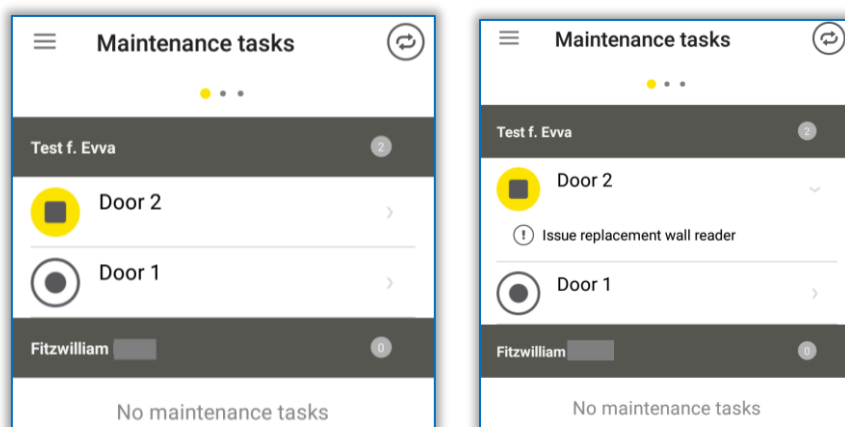 Maintenance tasks
Test f. Evva
2
Door 2
Door 1
Fitzwilliam
0
No maintenance tasks
Maintenance tasks
Test f. Evva
2
Door 2
! Issue replacement wall reader
Door 1
Fitzwilliam
0
No maintenance tasks